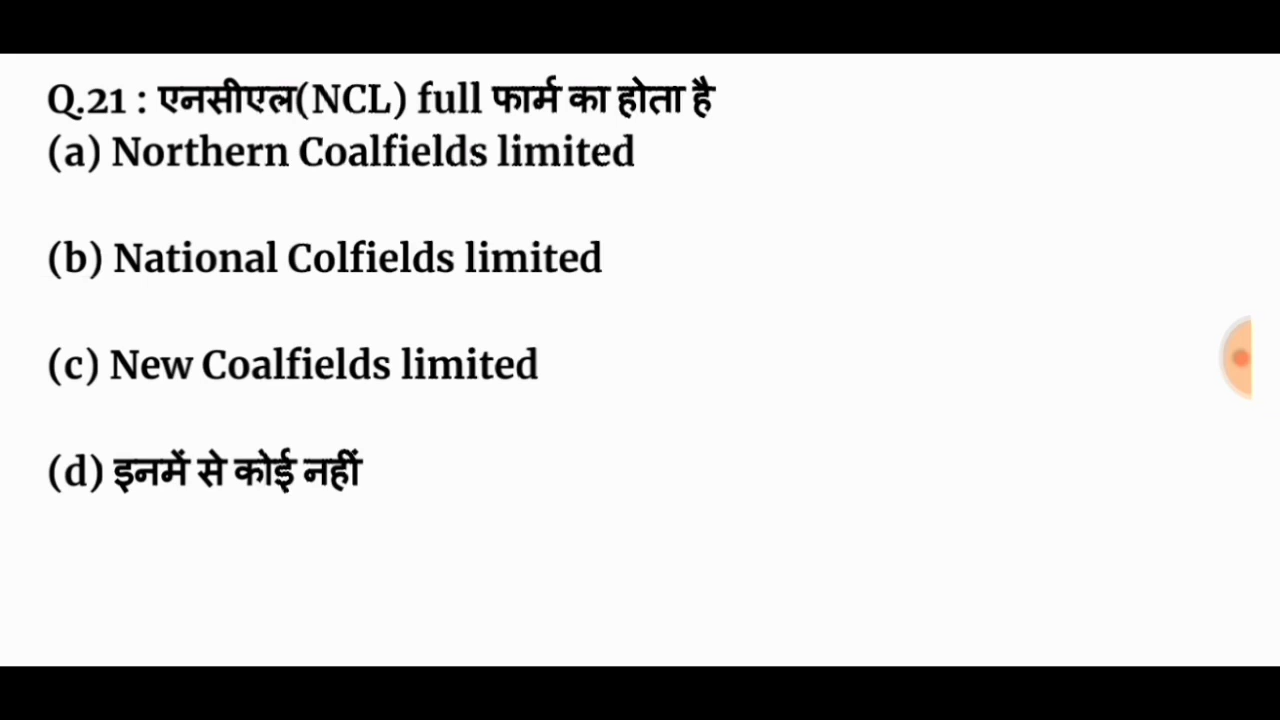 Q.21 : एनसीएल(NCL) full फार्म का होता है
(a) Northern Coalfields limited
(b) National Colfields limited
(c) New Coalfields limited
(d) इनमें से कोई नहीं